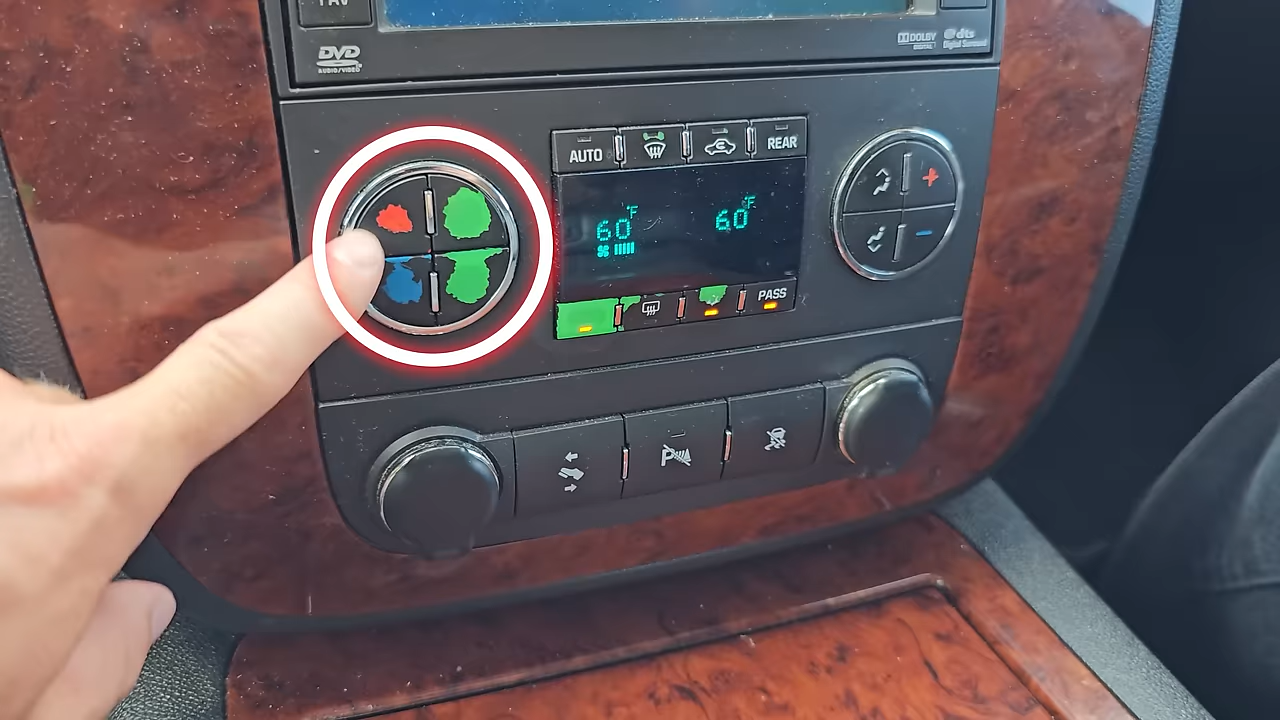 DVD
AUDIO/VIDEO
DOLBY
DIGITAL
dts
Digital Surround
AUTO
REAR
60°F
60°F
PASS